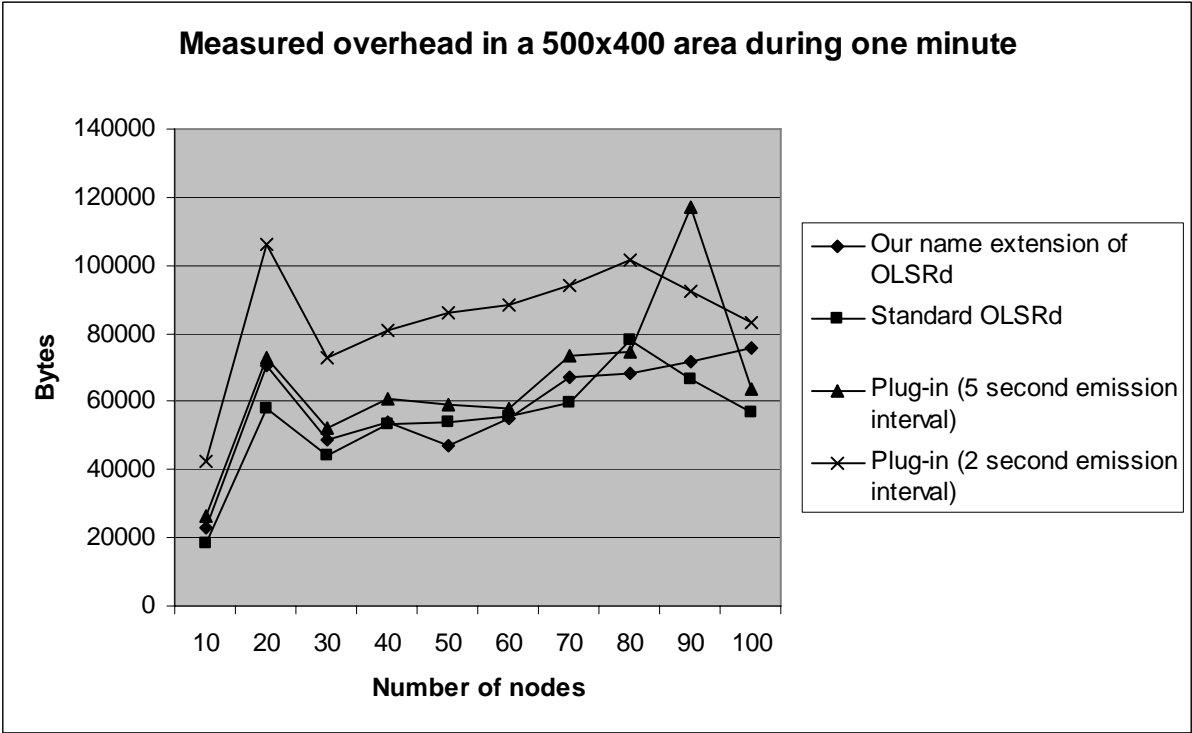 Measured overhead in a 500x400 area during one minute
140000
120000
100000
80000
60000
40000
20000
0
Bytes
10 20 30 40 50 60 70 80 90 100
Number of nodes
Our name extension of
OLSRd
Standard OLSRd
Plug-in (5 second emission
interval)
Plug-in (2 second emission
interval)